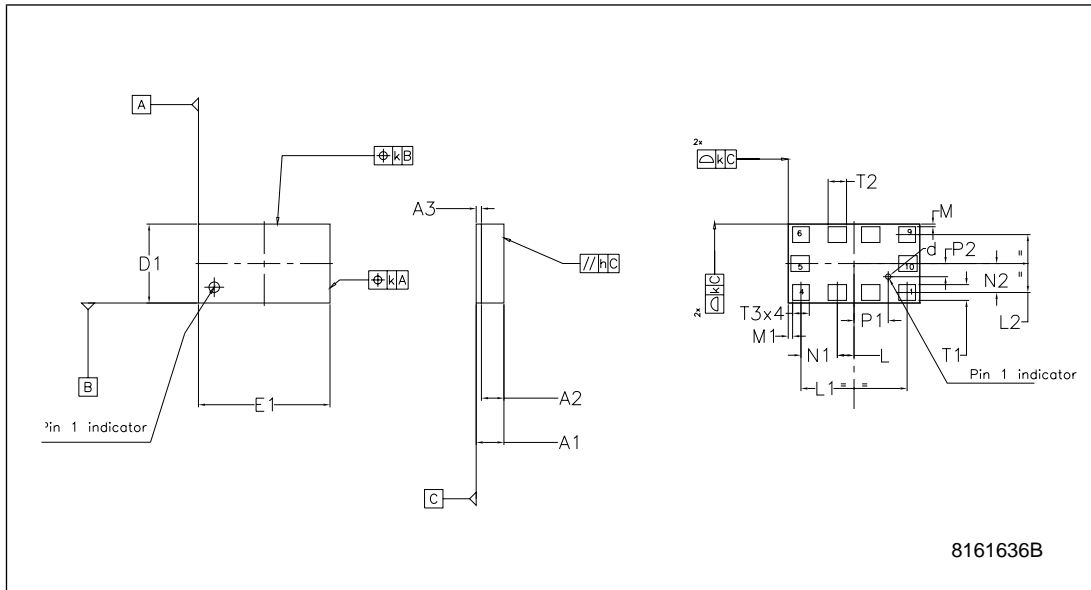 A
⌖ k B
2x
⌓ k C
T2
A3
M
D1
6
9
d
P2
// h C
"
5
10
2x
⌓ k C
⌖ k A
"
N2
4
1
L2
T3x4
P1
M1
B
N1
L
T1
Pin 1 indicator
L1
= =
E1
A2
'in 1 indicator
A1
C
8161636B